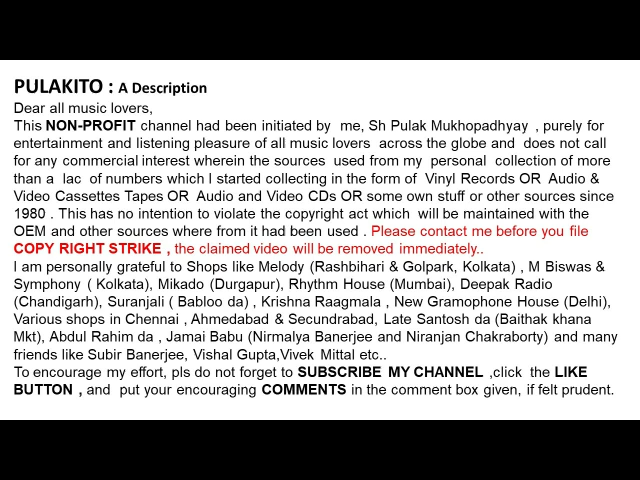 PULAKITO : A Description
Dear all music lovers,
This NON-PROFIT channel had been initiated by me, Sh Pulak Mukhopadhyay , purely for
entertainment and listening pleasure of all music lovers across the globe and does not call
for any commercial interest wherein the sources used from my personal collection of more
than a lac of numbers which I started collecting in the form of Vinyl Records OR Audio &
Video Cassettes Tapes OR Audio and Video CDs OR some own stuff or other sources since
1980 . This has no intention to violate the copyright act which will be maintained with the
OEM and other sources where from it had been used . Please contact me before you file
COPY RIGHT STRIKE , the claimed video will be removed immediately..
I am personally grateful to Shops like Melody (Rashbihari & Golpark, Kolkata) , M Biswas &
Symphony ( Kolkata), Mikado (Durgapur), Rhythm House (Mumbai), Deepak Radio
(Chandigarh), Suranjali ( Babloo da) , Krishna Raagmala , New Gramophone House (Delhi),
Various shops in Chennai , Ahmedabad & Secundrabad, Late Santosh da (Baithak khana
Mkt), Abdul Rahim da , Jamai Babu (Nirmalya Banerjee and Niranjan Chakraborty) and many
friends like Subir Banerjee, Vishal Gupta,Vivek Mittal etc..
To encourage my effort, pls do not forget to SUBSCRIBE MY CHANNEL ,click the LIKE
BUTTON , and put your encouraging COMMENTS in the comment box given, if felt prudent.